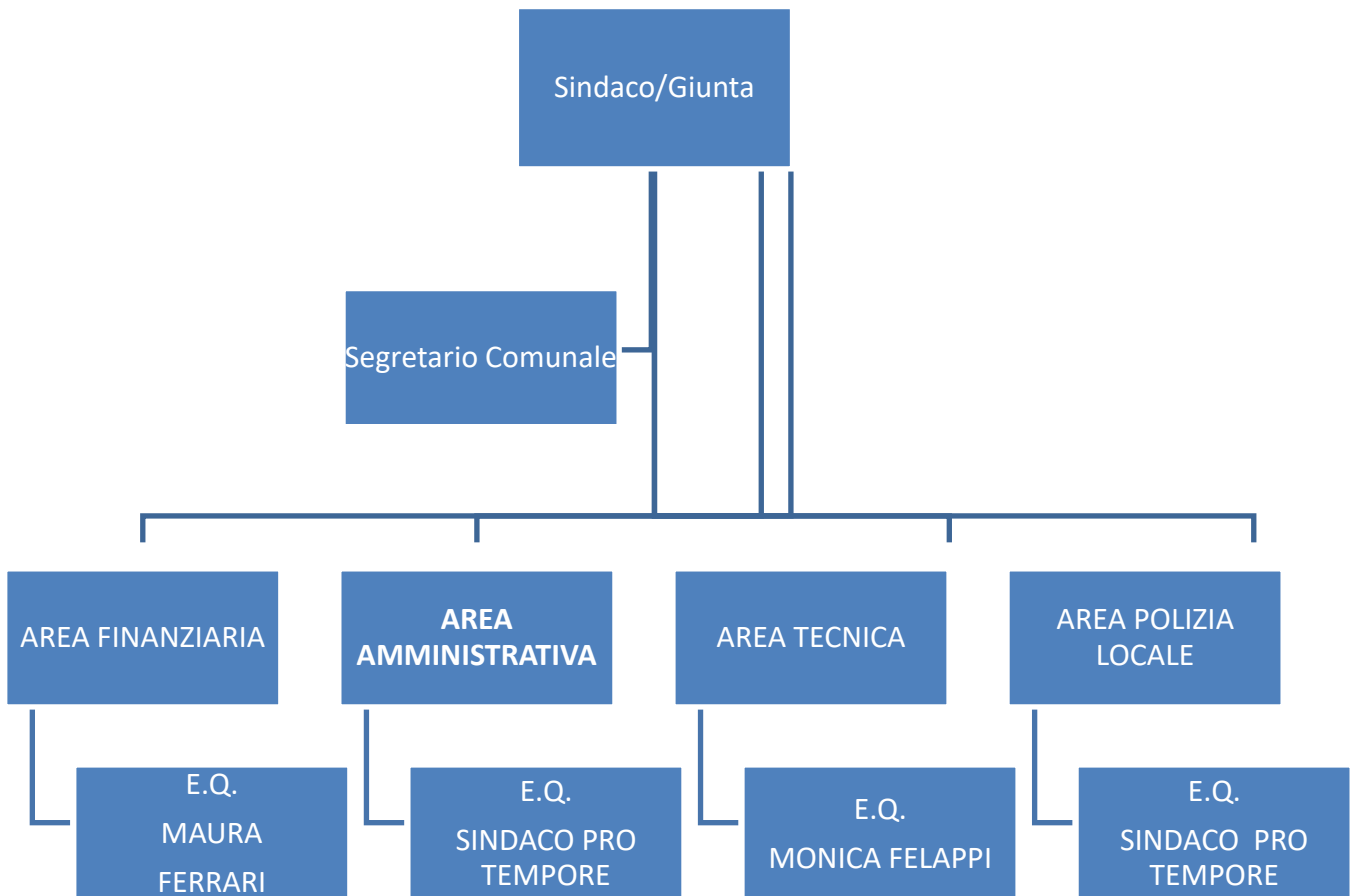 Sindaco/Giunta
Segretario Comunale
AREA FINANZIARIA
AREA
AMMINISTRATIVA
AREA TECNICA
AREA POLIZIA
LOCALE
E.Q.
MAURA
FERRARI
E.Q.
SINDACO PRO
TEMPORE
E.Q.
MONICA FELAPPI
E.Q.
SINDACO PRO
TEMPORE